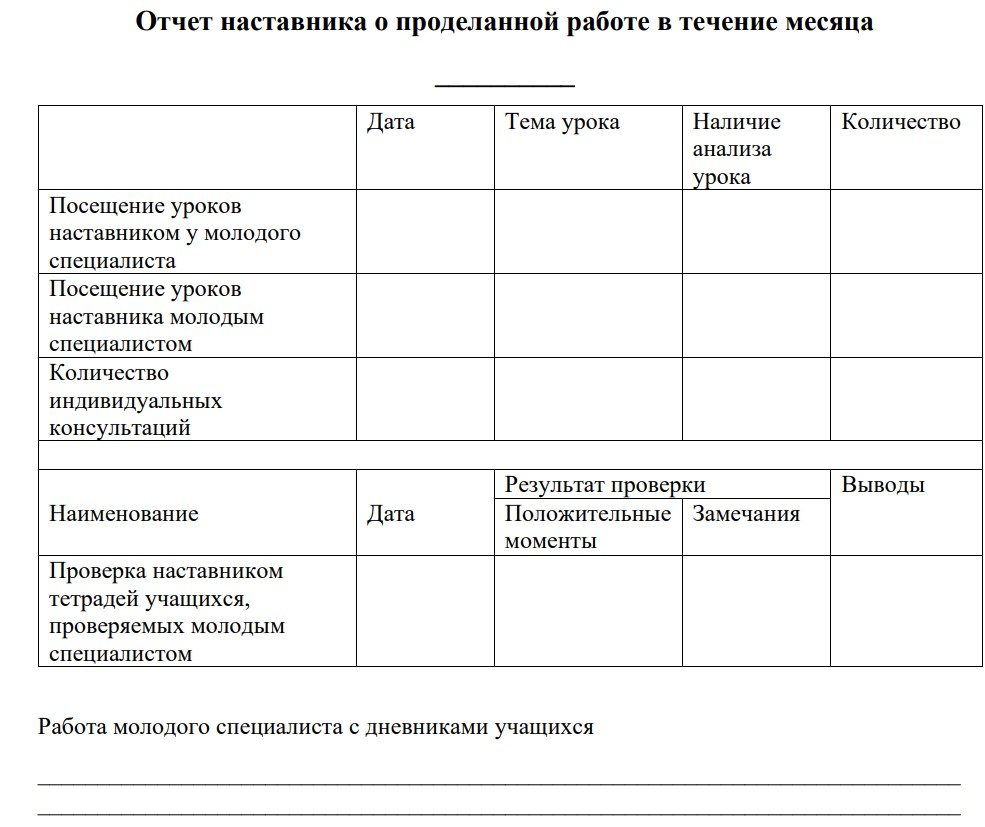 Отчет наставника о проделанной работе в течение месяца
__________
Дата
Тема урока
Наличие
анализа
урока
Количество
Посещение уроков
наставником у молодого
специалиста
Посещение уроков
наставника молодым
специалистом
Количество
индивидуальных
консультаций
Наименование
Дата
Результат проверки
Положительные
моменты
Замечания
Выводы
Проверка наставником
тетрадей учащихся,
проверяемых молодым
специалистом
Работа молодого специалиста с дневниками учащихся